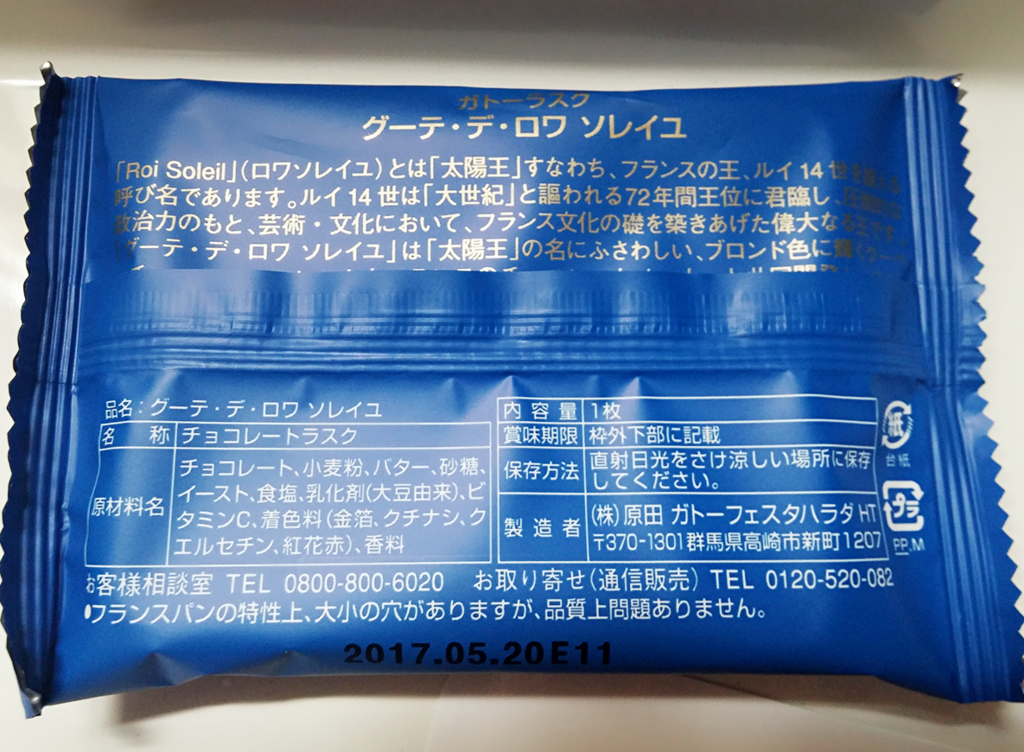 ガトーラスク
グーテ・デ・ロワ ソレイユ
「Roi Soleil」(ロワソレイユ)とは「太陽王」すなわち、フランスの王、ルイ14世を
呼び名であります。ルイ14世は「大世紀」と謳われる72年間王位に君臨し、
政治力のもと、芸術・文化において、フランス文化の礎を築きあげた偉大なる王です
「グーテ・デ・ロワ ソレイユ」は「太陽王」の名にふさわしい、ブロンド色に輝く
品名:グーテ・デ・ロワ ソレイユ
名 称 チョコレートラスク
原材料名 チョコレート、小麦粉、バター、砂糖、
イースト、食塩、乳化剤(大豆由来)、ビ
タミンC、着色料(金箔、クチナシ、ク
エルセチン、紅花赤)、香料
内容量 1枚
賞味期限 枠外下部に記載
保存方法 直射日光をさけ涼しい場所に保存
してください。
製造者 (株)原田 ガトーフェスタハラダ HT
〒370-1301群馬県高崎市新町1207
紙
台紙
プラ
PP,M
お客様相談室 TEL 0800-800-6020 お取り寄せ(通信販売) TEL 0120-520-082
フランスパンの特性上、大小の穴がありますが、品質上問題ありません。
2017.05.20E11